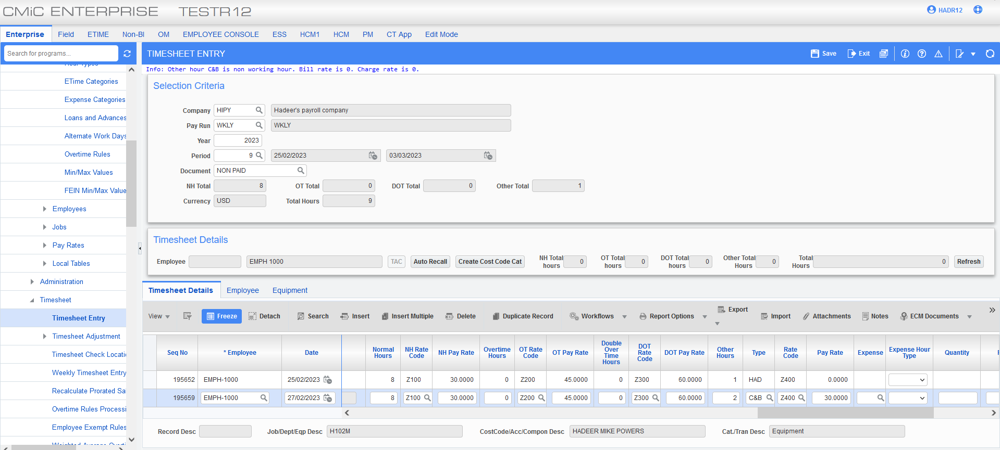 CMiC ENTERPRISE TESTR12 HADR12
Enterprise Field ETIME Non-BI OM EMPLOYEE CONSOLE ESS HCM1 HCM PM CT App Edit Mode
Search for programs...
TIMESHEET ENTRY Save Exit
Info: Other hour C&B is non working hour. Bill rate is 0. Charge rate is 0.
Hour Types
ETime Categories
Expense Categories
Loans and Advances
Alternate Work Days
Overtime Rules
Min/Max Values
FEIN Min/Max Value
Employees
Jobs
Pay Rates
Local Tables
Administration
Timesheet
Timesheet Entry
Timesheet Adjustment
Timesheet Check Locati
Weekly Timesheet Entry
Recalculate Prorated Sa
Overtime Rules Processi
Employee Exempt Rules
Selection Criteria
Company HIPY Hadeer's payroll company
Pay Run WKLY WKLY
Year 2023
Period 9 25/02/2023 03/03/2023
Document NON PAID
NH Total 8 OT Total 0 DOT Total 0 Other Total 1
Currency USD Total Hours 9
Timesheet Details
Employee EMPH 1000 TAC Auto Recall Create Cost Code Cat NH Total hours 0 OT Total hours 0 DOT Total hours 0 Other Total Hours 0 Total Hours 0 Refresh
Timesheet Details Employee Equipment
View Freeze Detach Search Insert Insert Multiple Delete Duplicate Record Workflows Report Options Export Import Attachments Notes ECM Documents
Seq No * Employee Date Normal Hours NH Rate Code NH Pay Rate Overtime Hours OT Rate Code OT Pay Rate Double Over Time Hours DOT Rate Code DOT Pay Rate Other Hours Type Rate Code Pay Rate Expense Expense Hour Type Quantity
195652 EMPH-1000 25/02/2023 8 Z100 30.0000 0 Z200 45.0000 0 Z300 60.0000 1 HAD Z400 0.0000
195659 EMPH-1000 27/02/2023 8 Z100 30.0000 0 Z200 45.0000 0 Z300 60.0000 2 C&B Z400 30.0000
Record Desc Job/Dept/Eqp Desc H102M CostCode/Acc/Compon Desc HADEER MIKE POWERS Cat./Tran Desc Equipment